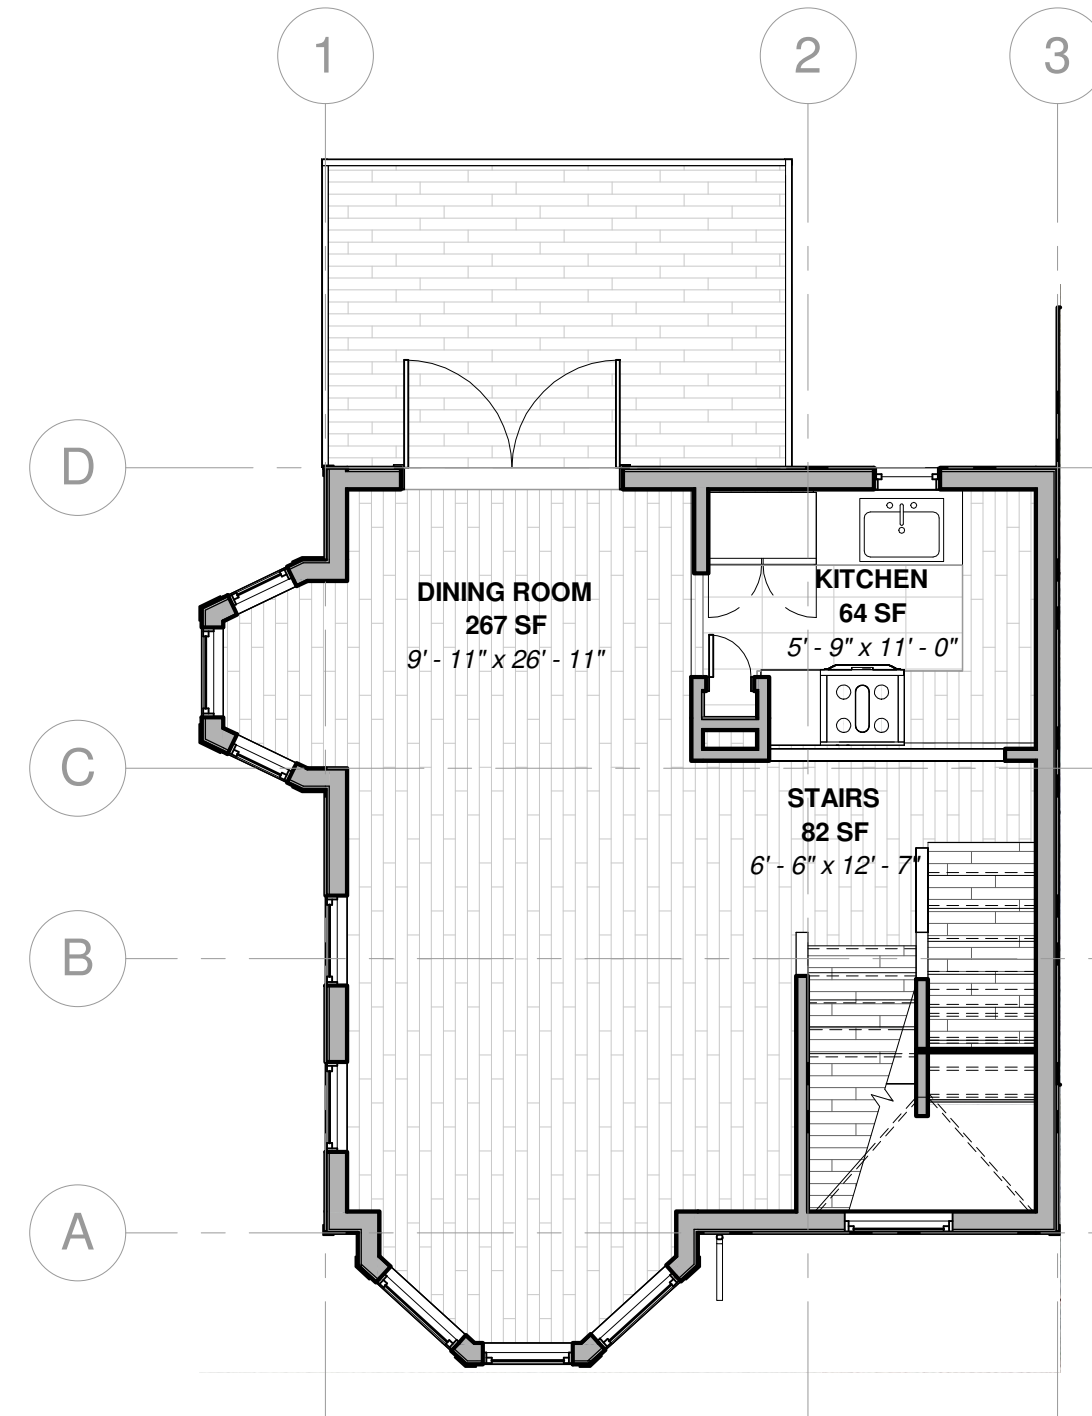 1
2
3
D
DINING ROOM
267 SF
9' - 11" x 26' - 11"
KITCHEN
64 SF
5' - 9" x 11' - 0"
C
STAIRS
82 SF
6' - 6" x 12' - 7"
B
A